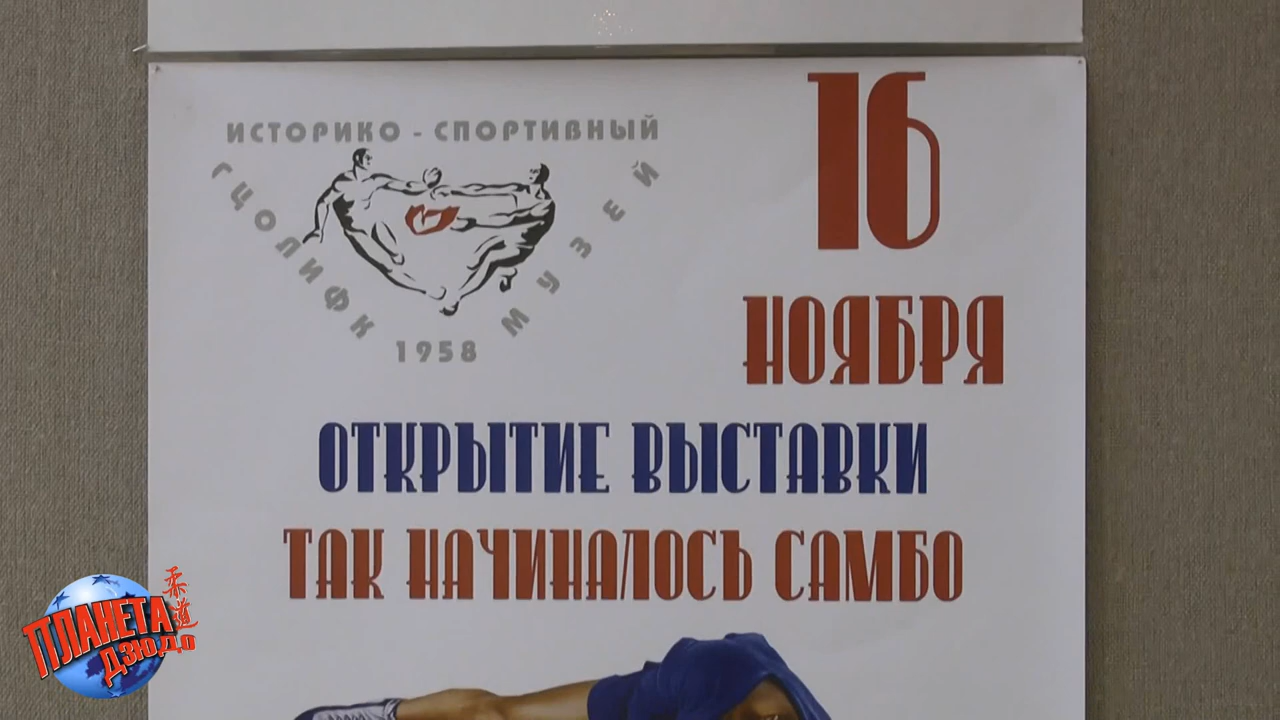 ИСТОРИКО - СПОРТИВНЫЙ
ГЦОЛИФК
МУЗЕЙ
1958
16
НОЯБРЯ
ОТКРЫТИЕ ВЫСТАВКИ
ТАК НАЧИНАЛОСЬ САМБО
ПЛАНЕТА
ДЗЮДО
柔道